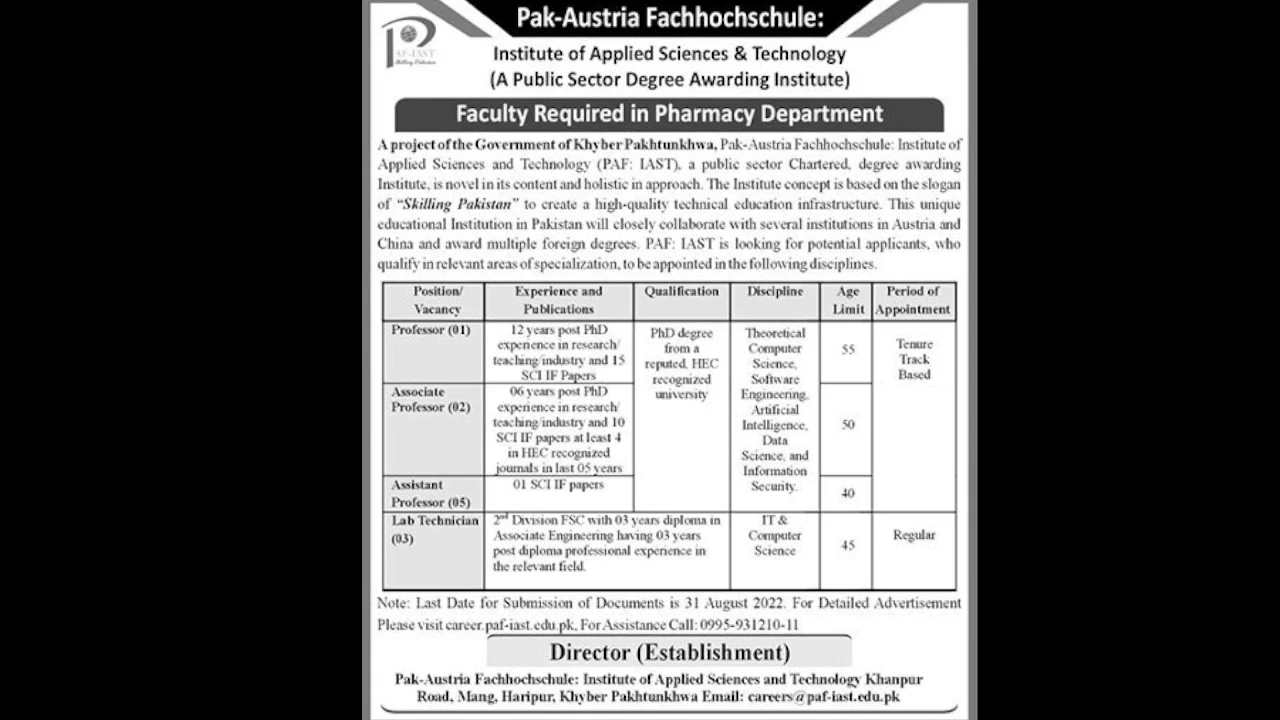 Pak-Austria Fachhochschule:
PAF-IAST
Skilling Pakistan
Institute of Applied Sciences & Technology
(A Public Sector Degree Awarding Institute)
Faculty Required in Pharmacy Department
A project of the Government of Khyber Pakhtunkhwa, Pak-Austria Fachhochschule: Institute of
Applied Sciences and Technology (PAF: IAST), a public sector Chartered, degree awarding
Institute, is novel in its content and holistic in approach. The Institute concept is based on the slogan
of “Skilling Pakistan” to create a high-quality technical education infrastructure. This unique
educational Institution in Pakistan will closely collaborate with several institutions in Austria and
China and award multiple foreign degrees. PAF: IAST is looking for potential applicants, who
qualify in relevant areas of specialization, to be appointed in the following disciplines.
Position/
Vacancy
Experience and
Publications
Qualification
Discipline
Age
Limit
Period of
Appointment
Professor (01)
12 years post PhD
experience in research/
teaching/industry and 15
SCI IF Papers
PhD degree
from a
reputed, HEC
recognized
university
Theoretical
Computer
Science,
Software
Engineering,
Artificial
Intelligence,
Data
Science, and
Information
Security.
55
Tenure
Track
Based
Associate
Professor (02)
06 years post PhD
experience in research/
teaching/industry and 10
SCI IF papers at least 4
in HEC recognized
journals in last 05 years
50
Assistant
Professor (05)
01 SCI IF papers
40
Lab Technician
(03)
2nd Division FSC with 03 years diploma in
Associate Engineering having 03 years
post diploma professional experience in
the relevant field.
IT &
Computer
Science
45
Regular
Note: Last Date for Submission of Documents is 31 August 2022. For Detailed Advertisement
Please visit career.paf-iast.edu.pk, For Assistance Call: 0995-931210-11
Director (Establishment)
Pak-Austria Fachhochschule: Institute of Applied Sciences and Technology Khanpur
Road, Mang, Haripur, Khyber Pakhtunkhwa Email: careers@paf-iast.edu.pk